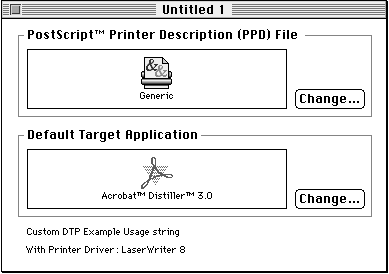 Untitled 1
PostScript™ Printer Description (PPD) File
Generic
Change...
Default Target Application
Acrobat™ Distiller™ 3.0
Change...
Custom DTP Example Usage string
With Printer Driver : LaserWriter 8